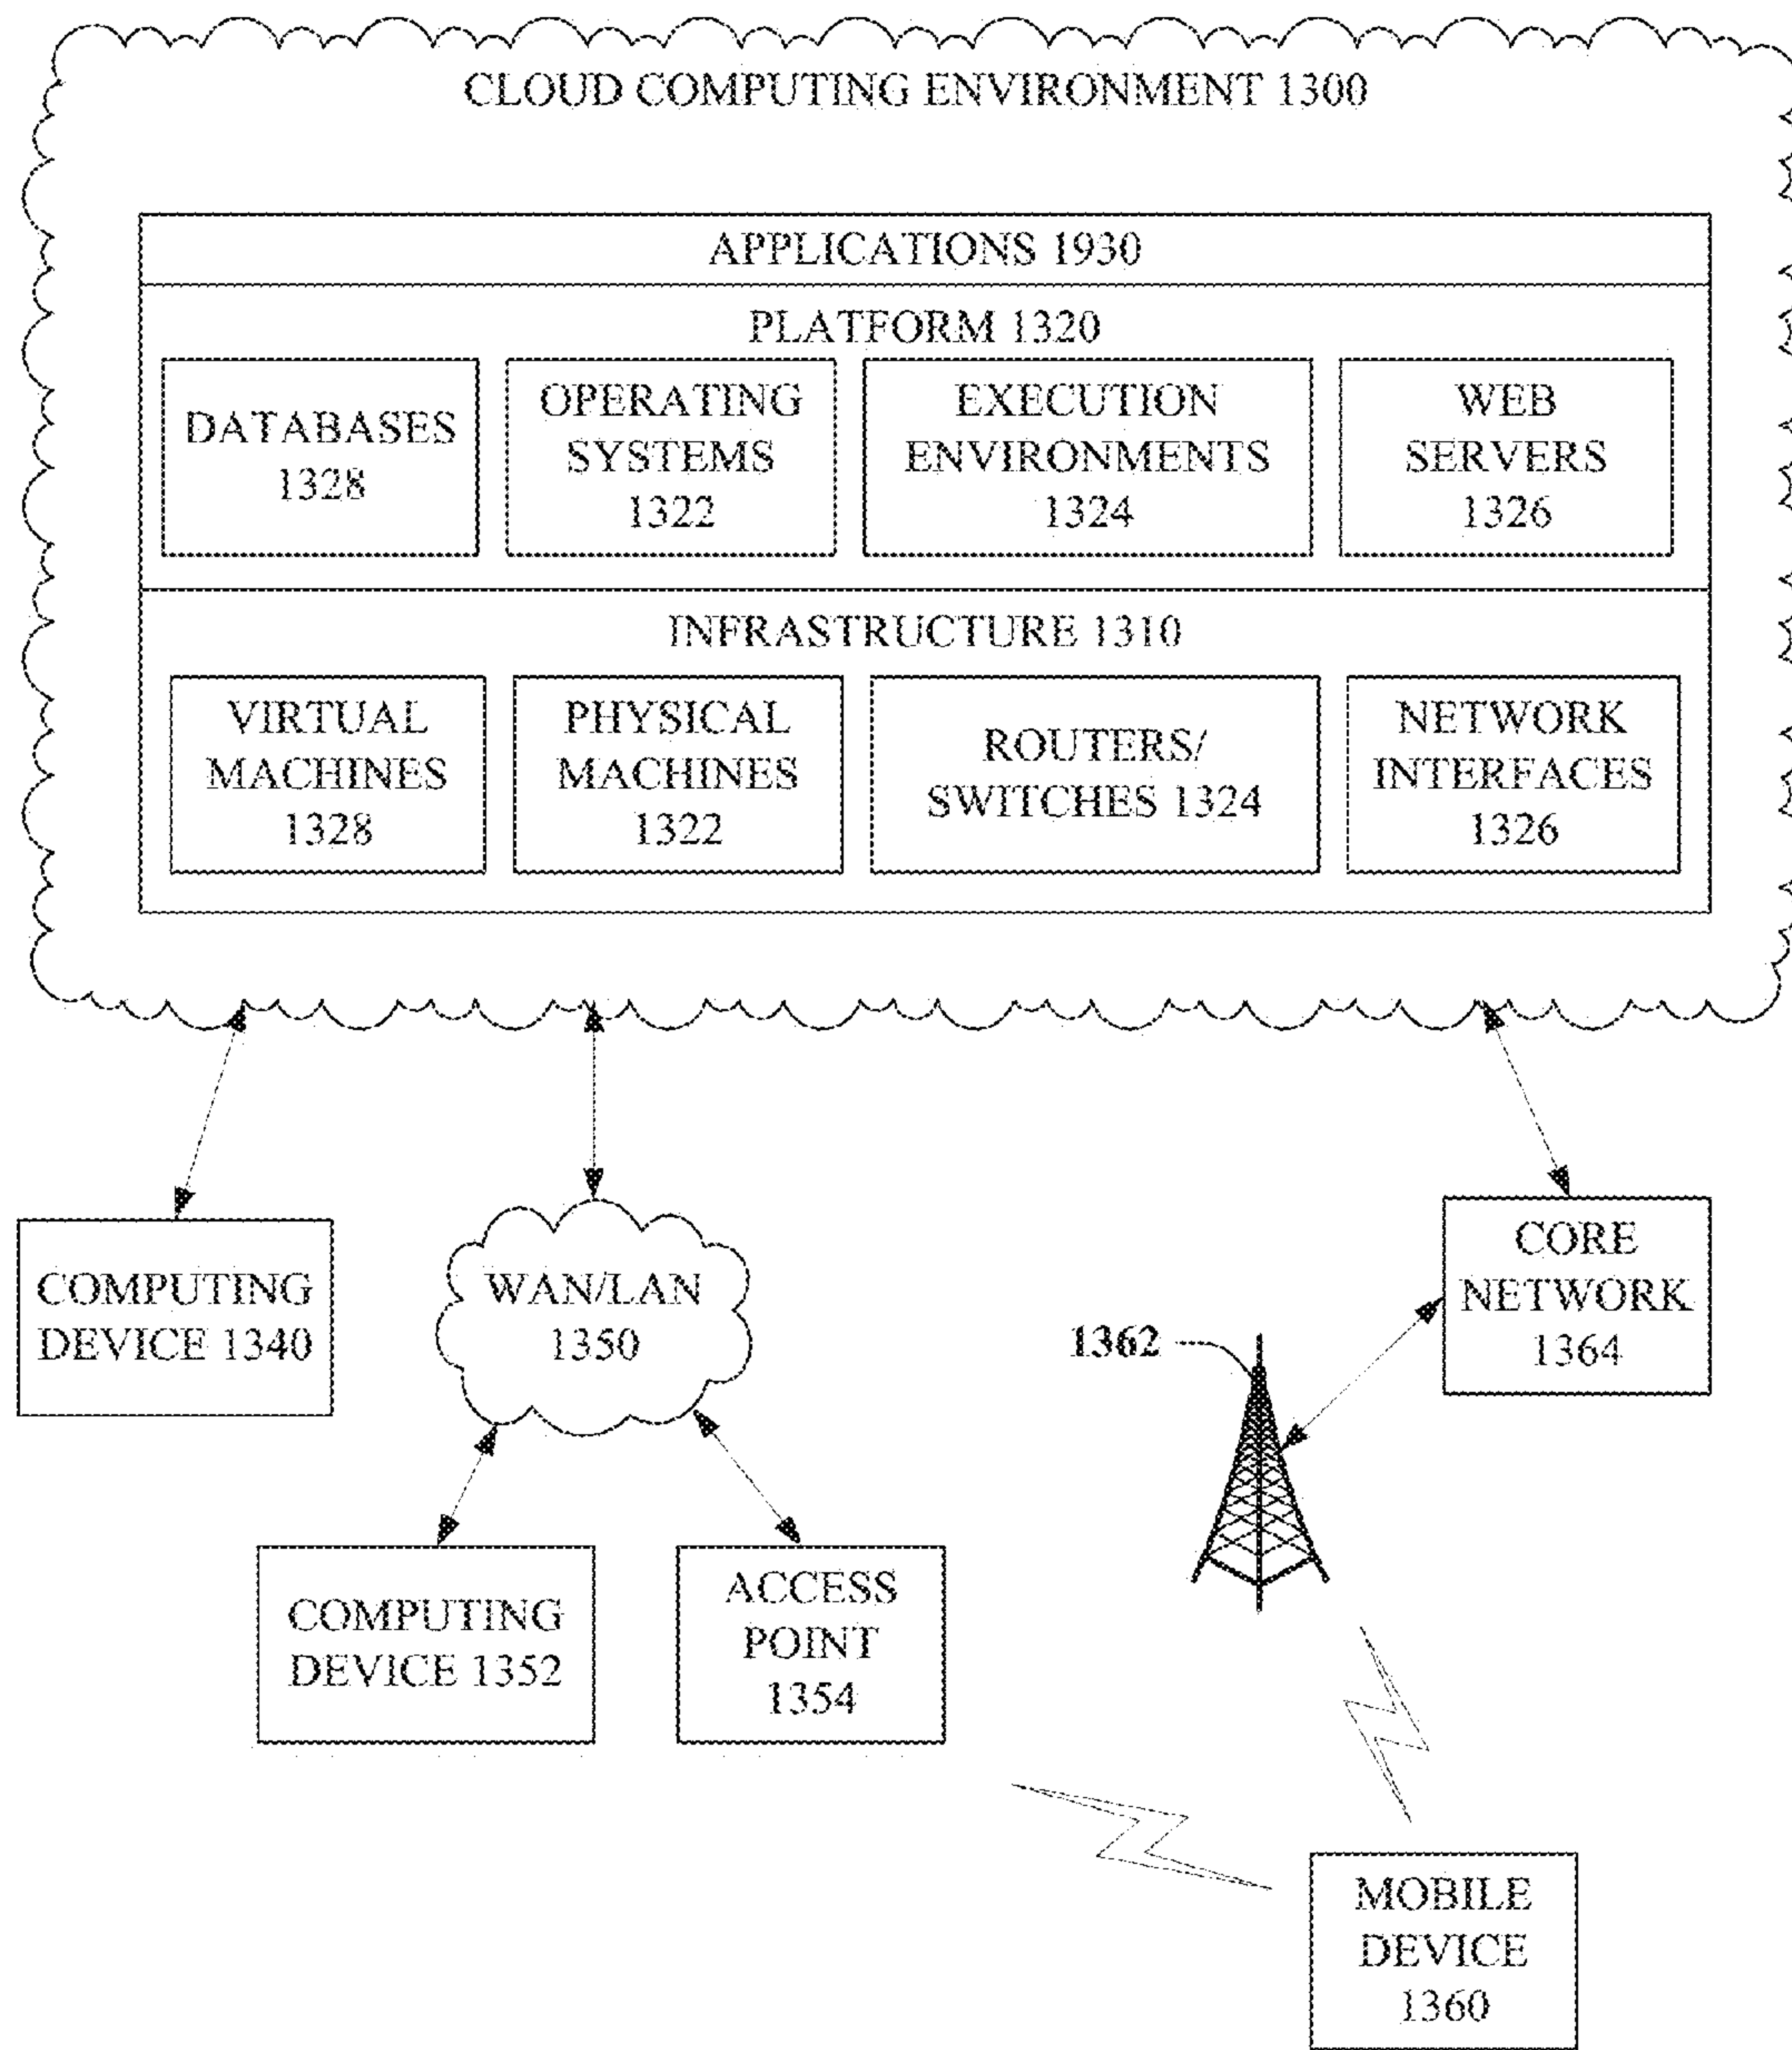 CLOUD COMPUTING ENVIRONMENT 1300
APPLICATIONS 1930
PLATFORM 1320
DATABASES
1328
OPERATING
SYSTEMS
1322
EXECUTION
ENVIRONMENTS
1324
WEB
SERVERS
1326
INFRASTRUCTURE 1310
VIRTUAL
MACHINES
1328
PHYSICAL
MACHINES
1322
ROUTERS/
SWITCHES 1324
NETWORK
INTERFACES
1326
COMPUTING
DEVICE 1340
WAN/LAN
1350
CORE
NETWORK
1364
1362
COMPUTING
DEVICE 1352
ACCESS
POINT
1354
MOBILE
DEVICE
1360